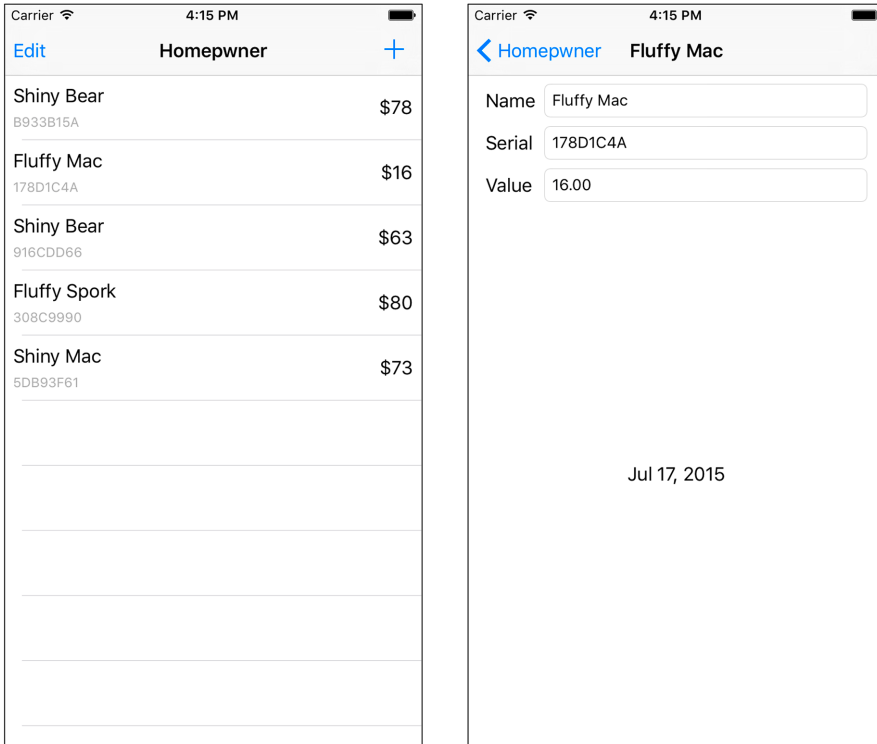 Carrier 4:15 PM
Edit Homepwner +
Shiny Bear
B933B15A
$78
Fluffy Mac
178D1C4A
$16
Shiny Bear
916CDD66
$63
Fluffy Spork
308C9990
$80
Shiny Mac
5DB93F61
$73
Carrier 4:15 PM
Homepwner Fluffy Mac
Name Fluffy Mac
Serial 178D1C4A
Value 16.00
Jul 17, 2015